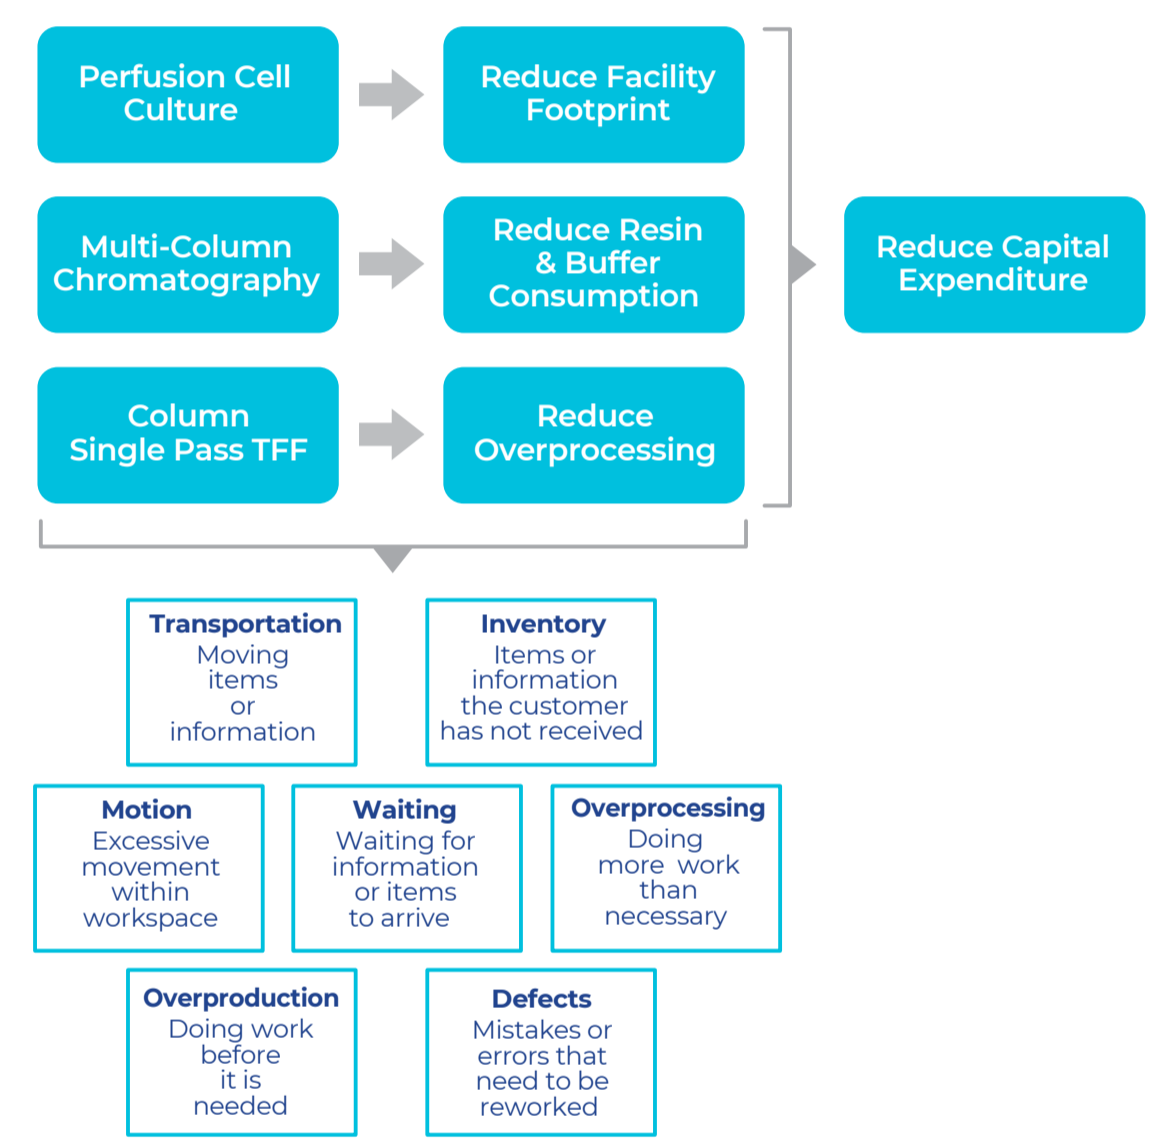 Perfusion Cell
Culture
Reduce Facility
Footprint
Multi-Column
Chromatography
Reduce Resin
& Buffer
Consumption
Reduce Capital
Expenditure
Column
Single Pass TFF
Reduce
Overprocessing
Transportation
Moving
items
or
information
Inventory
Items or
information
the customer
has not received
Motion
Excessive
movement
within
workspace
Waiting
Waiting for
information
or items
to arrive
Overprocessing
Doing
more work
than
necessary
Overproduction
Doing work
before
it is
needed
Defects
Mistakes or
errors that
need to be
reworked